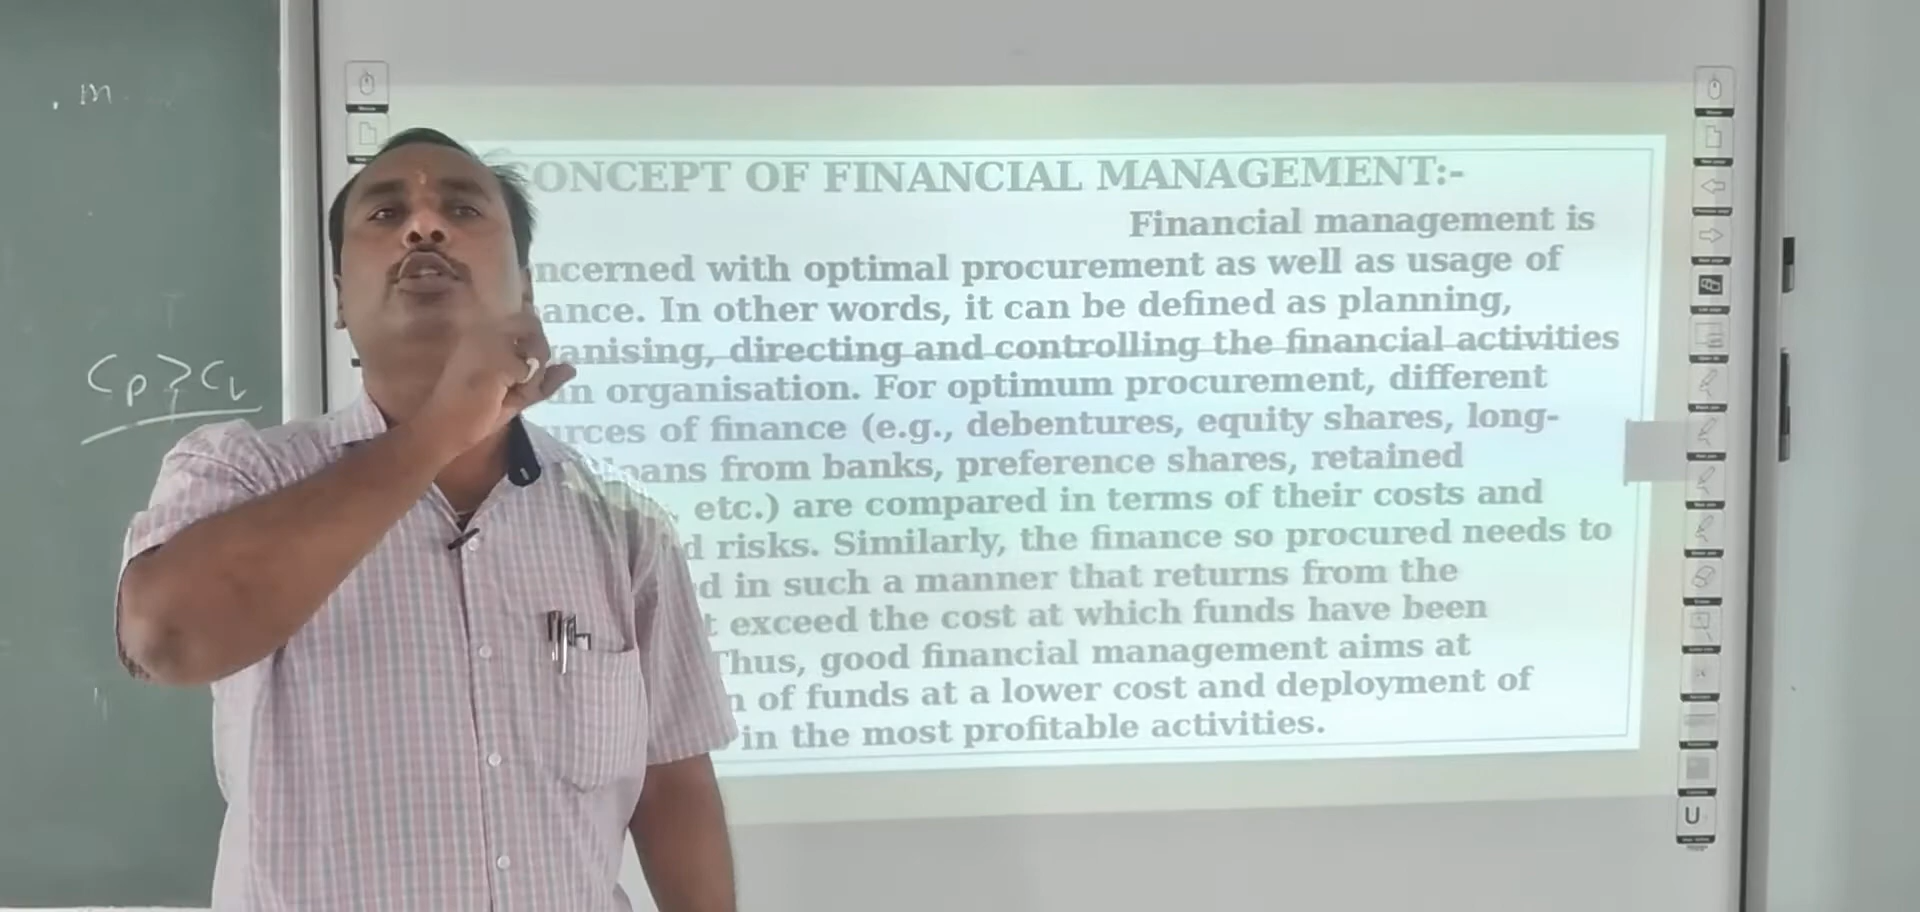 . m
Cp > Cv
ONCEPT OF FINANCIAL MANAGEMENT:-
Financial management is
ncerned with optimal procurement as well as usage of
ance. In other words, it can be defined as planning,
anising, directing and controlling the financial activities
an organisation. For optimum procurement, different
urces of finance (e.g., debentures, equity shares, long-
loans from banks, preference shares, retained
, etc.) are compared in terms of their costs and
d risks. Similarly, the finance so procured needs to
d in such a manner that returns from the
t exceed the cost at which funds have been
Thus, good financial management aims at
n of funds at a lower cost and deployment of
in the most profitable activities.
U